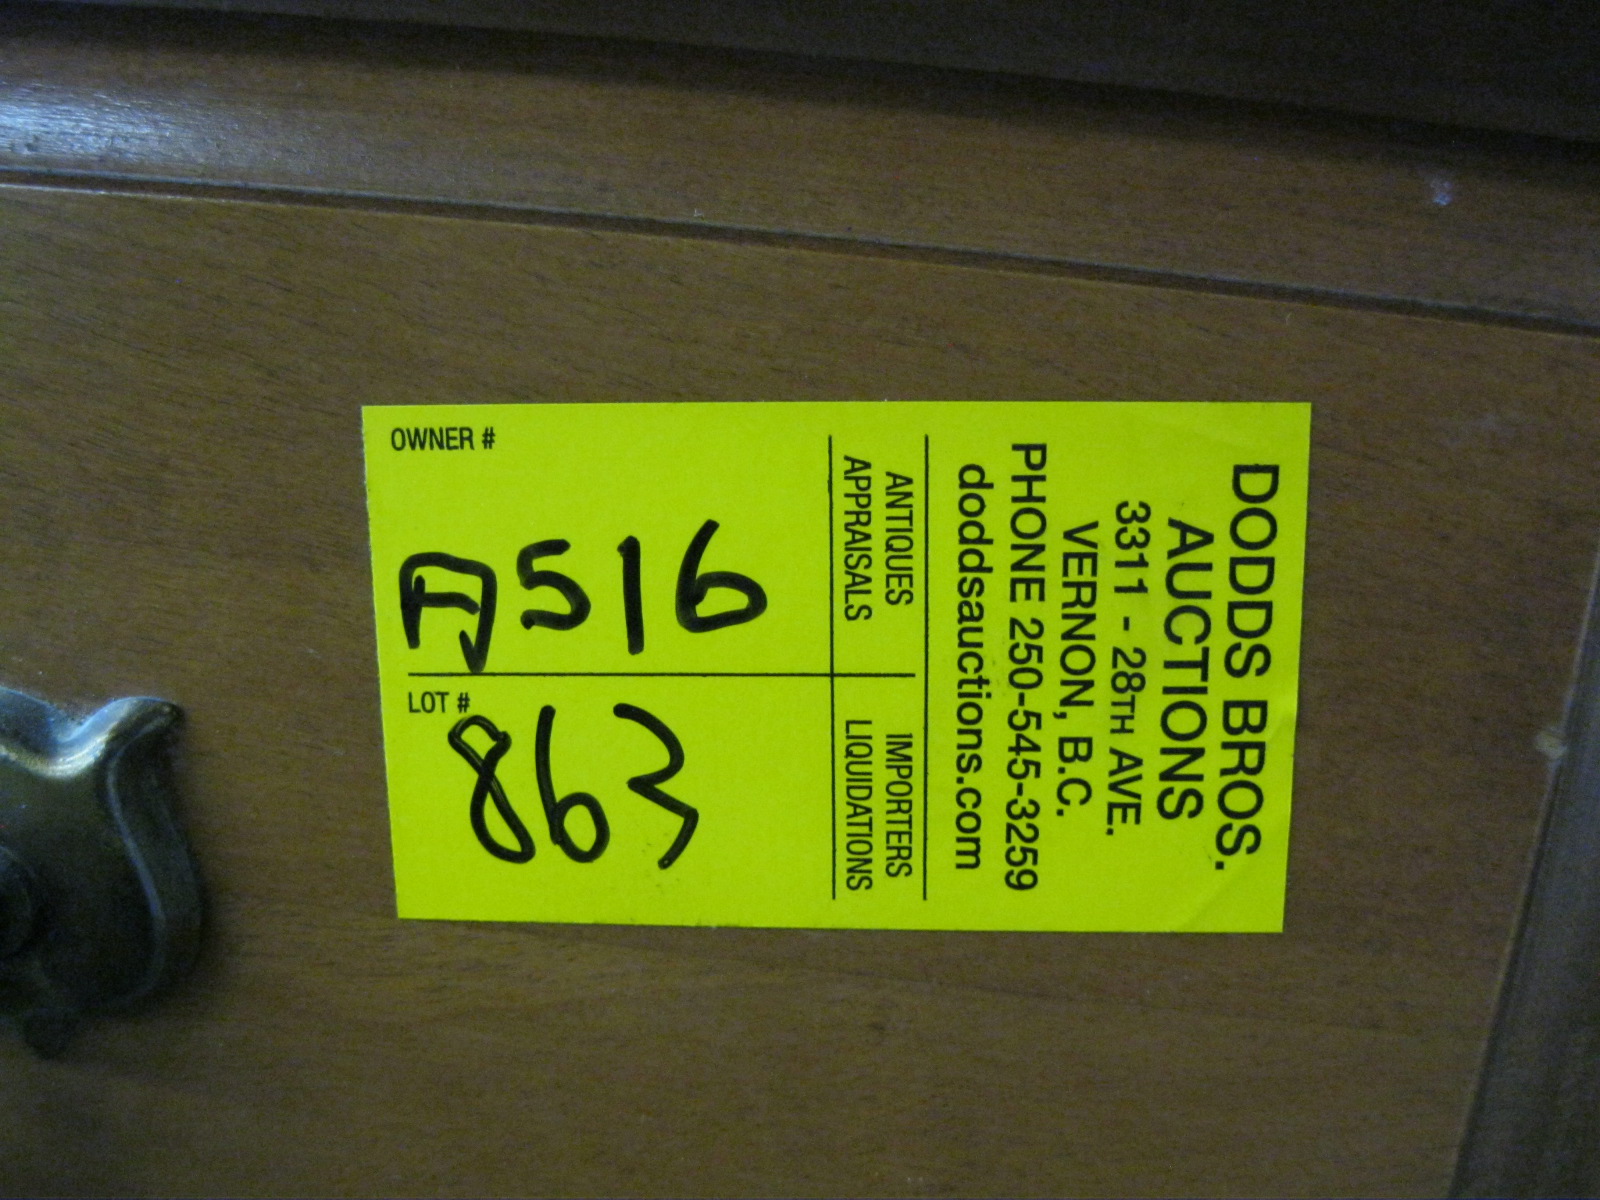 DODDS BROS.
AUCTIONS
3311 - 28TH AVE.
VERNON, B.C.
PHONE 250-545-3259
doddsauctions.com
ANTIQUES
APPRAISALS
IMPORTERS
LIQUIDATIONS
OWNER #
A516
LOT #
863